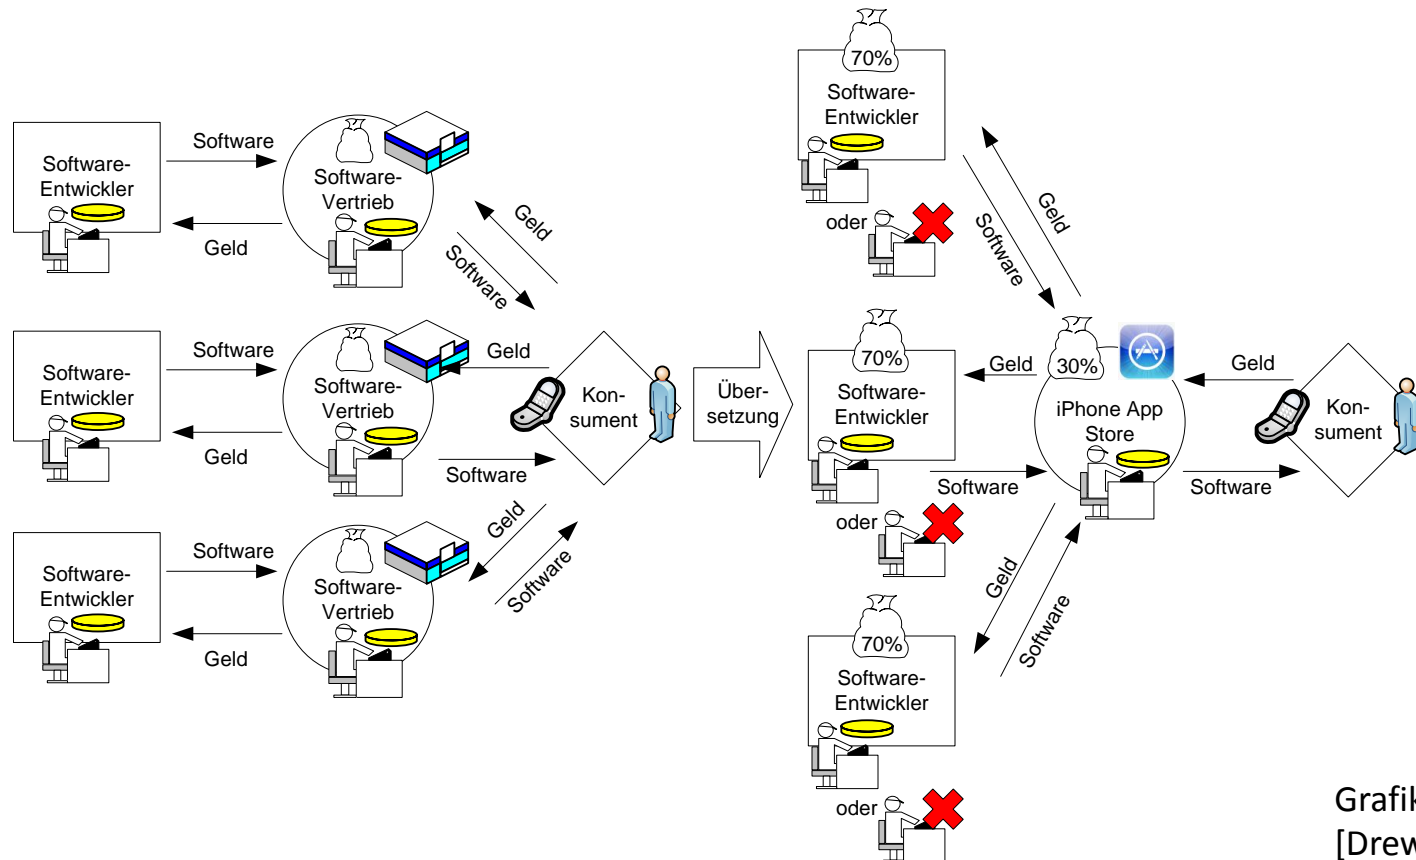 Software-
Entwickler
Software
Geld
Software-
Vertrieb
Geld
Software
Software-
Entwickler
Software
Geld
Software-
Vertrieb
Geld
Software
Software-
Entwickler
Software
Geld
Software-
Vertrieb
Geld
Software
Kon-
sument
Über-
setzung
70%
Software-
Entwickler
oder
Software
Geld
70%
Software-
Entwickler
Geld
Software
oder
70%
Software-
Entwickler
oder
Geld
Software
30%
iPhone App
Store
Geld
Software
Kon-
sument